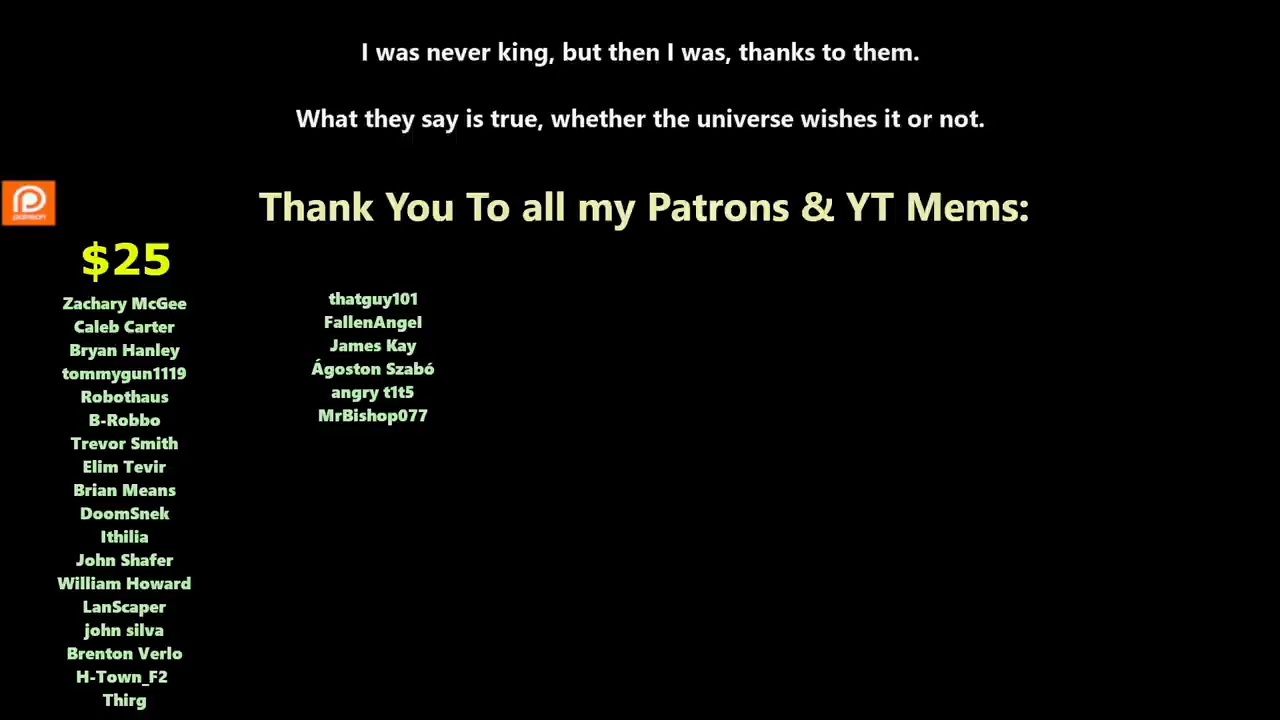 I was never king, but then I was, thanks to them.
What they say is true, whether the universe wishes it or not.
Thank You To all my Patrons & YT Mems:
patreon
$25
Zachary McGee
Caleb Carter
Bryan Hanley
tommygun1119
Robothaus
B-Robbo
Trevor Smith
Elim Tevir
Brian Means
DoomSnek
Ithilia
John Shafer
William Howard
LanScaper
john silva
Brenton Verlo
H-Town_F2
Thirg
thatguy101
FallenAngel
James Kay
Ágoston Szabó
angry t1t5
MrBishop077